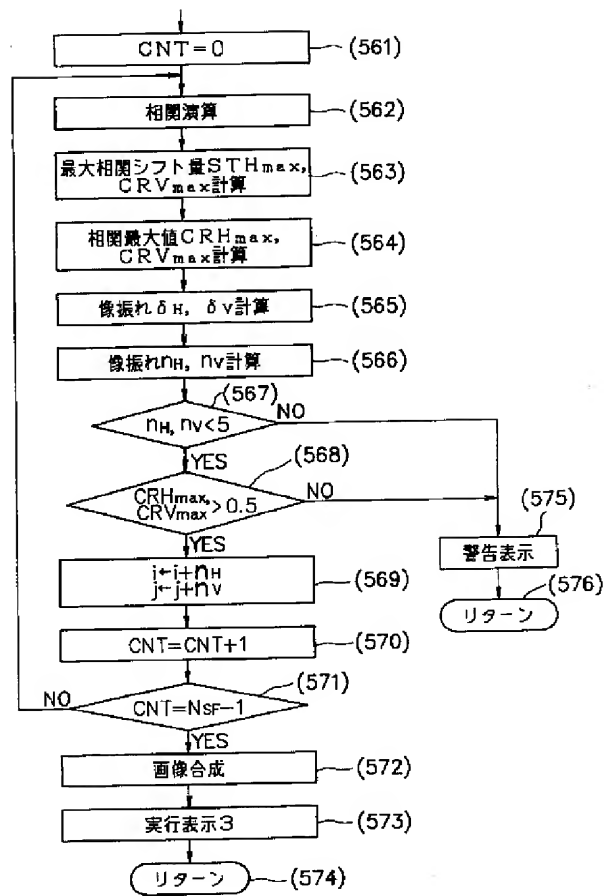 CNT=0
(561)
相関演算
(562)
最大相関シフト量STHmax,
CRVmax計算
(563)
相関最大値CRHmax,
CRVmax計算
(564)
像振れδH, δV計算
(565)
像振れnH, nV計算
(566)
(567)
nH, nV<5
NO
YES
(568)
CRHmax,
CRVmax>0.5
NO
YES
(575)
警告表示
i←i+nH
j←j+nV
(569)
(576)
リターン
CNT=CNT+1
(570)
(571)
NO
CNT=NSF-1
YES
画像合成
(572)
実行表示3
(573)
リターン
(574)